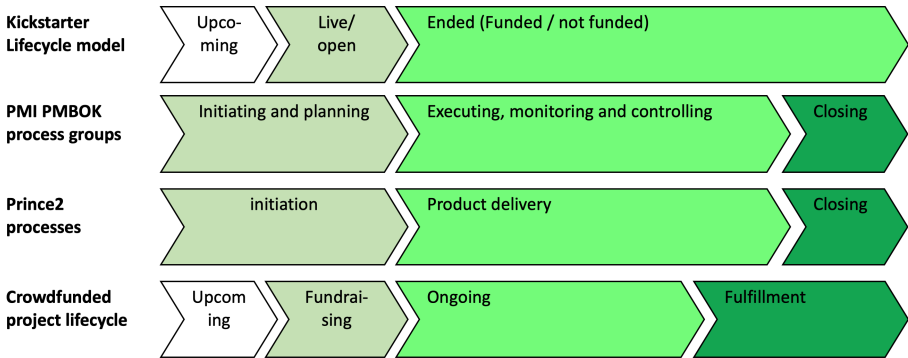 Kickstarter
Lifecycle model
Upco-
ming
Live/
open
Ended (Funded / not funded)
PMI PMBOK
process groups
Initiating and planning
Executing, monitoring and controlling
Closing
Prince2
processes
initiation
Product delivery
Closing
Crowdfunded
project lifecycle
Upcom
ing
Fundrai-
sing
Ongoing
Fulfillment